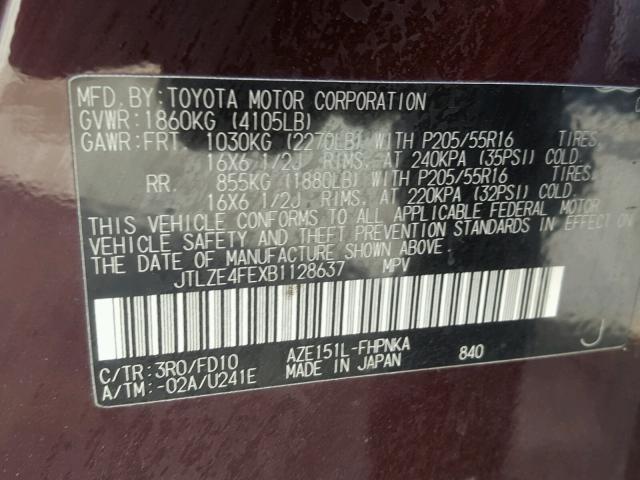 MFD. BY: TOYOTA MOTOR CORPORATION
GVWR: 1860KG (4105LB)
GAWR: FRT. 1030KG (2270LB) WITH P205/55R16 TIRES,
16X6 1/2J RIMS, AT 240KPA (35PSI) COLD.
RR. 855KG (1880LB) WITH P205/55R16 TIRES,
16X6 1/2J RIMS, AT 220KPA (32PSI) COLD.
THIS VEHICLE CONFORMS TO ALL APPLICABLE FEDERAL MOTOR
VEHICLE SAFETY AND THEFT PREVENTION STANDARDS IN EFFECT ON
THE DATE OF MANUFACTURE SHOWN ABOVE.
JTLZE4FEXB1128637 MPV
C/TR: 3R0/FD10 AZE151L-FHPNKA 840 J
A/TM: -02A/U241E MADE IN JAPAN